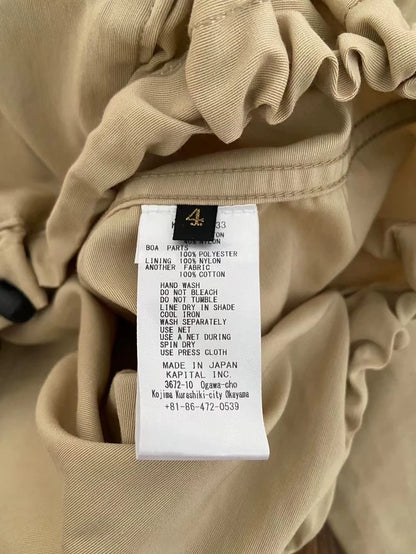 4
33
BOA PARTS
100% POLYESTER
LINING 100% NYLON
ANOTHER FABRIC
100% COTTON
HAND WASH
DO NOT BLEACH
DO NOT TUMBLE
LINE DRY IN SHADE
COOL IRON
WASH SEPARATELY
USE NET
USE A NET DURING
SPIN DRY
USE PRESS CLOTH
MADE IN JAPAN
KAPITAL INC.
3672-10 Ogawa-cho
Kojima Kurashiki-city Okayama
+81-86-472-0539